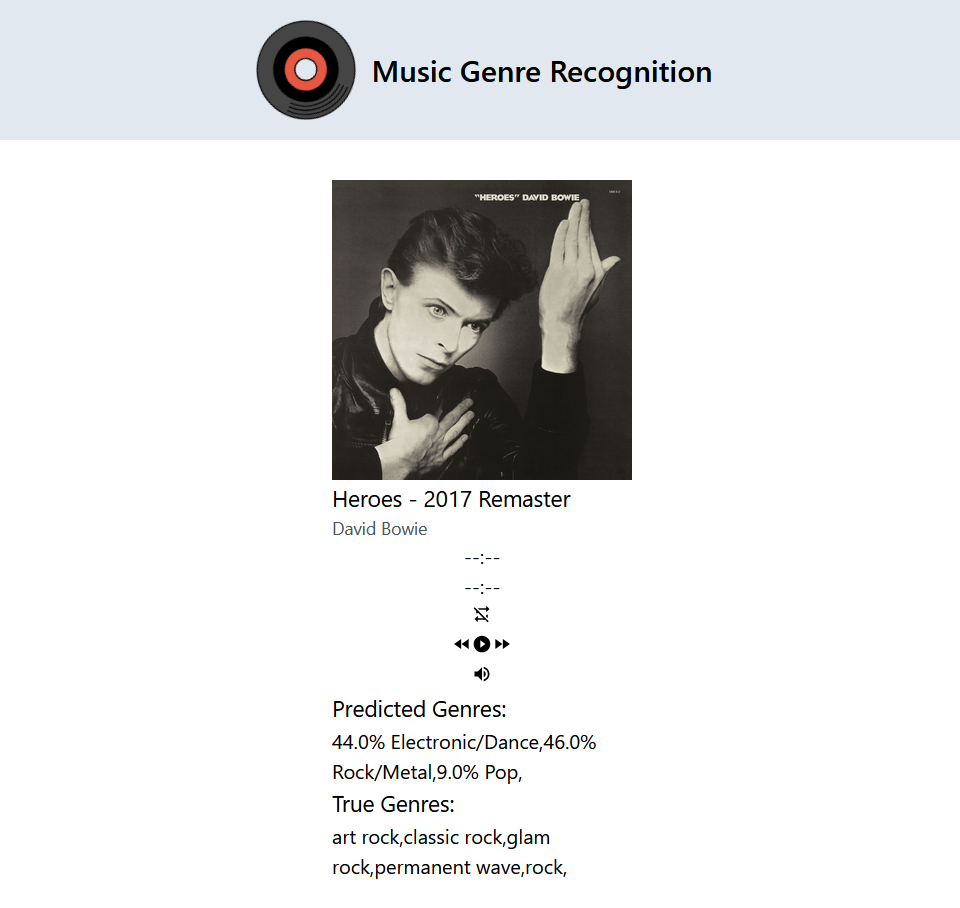 Music Genre Recognition
"HEROES" DAVID BOWIE
Heroes - 2017 Remaster
David Bowie
--:--
--:--
Predicted Genres:
44.0% Electronic/Dance,46.0%
Rock/Metal,9.0% Pop,
True Genres:
art rock,classic rock,glam
rock,permanent wave,rock,